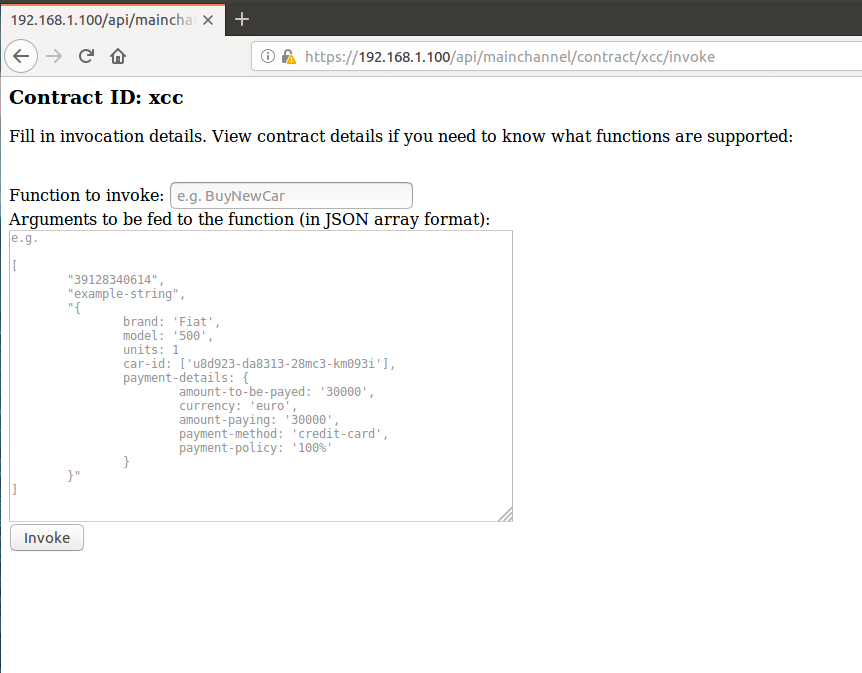 192.168.1.100/api/maincha
https://192.168.1.100/api/mainchannel/contract/xcc/invoke
Contract ID: xcc
Fill in invocation details. View contract details if you need to know what functions are supported:
Function to invoke: e.g. BuyNewCar
Arguments to be fed to the function (in JSON array format):
e.g.
[
"39128340614",
"example-string",
"{
brand: 'Fiat',
model: '500',
units: 1
car-id: ['u8d923-da8313-28mc3-km093i'],
payment-details: {
amount-to-be-payed: '30000',
currency: 'euro',
amount-paying: '30000',
payment-method: 'credit-card',
payment-policy: '100%'
}
}"
]
Invoke